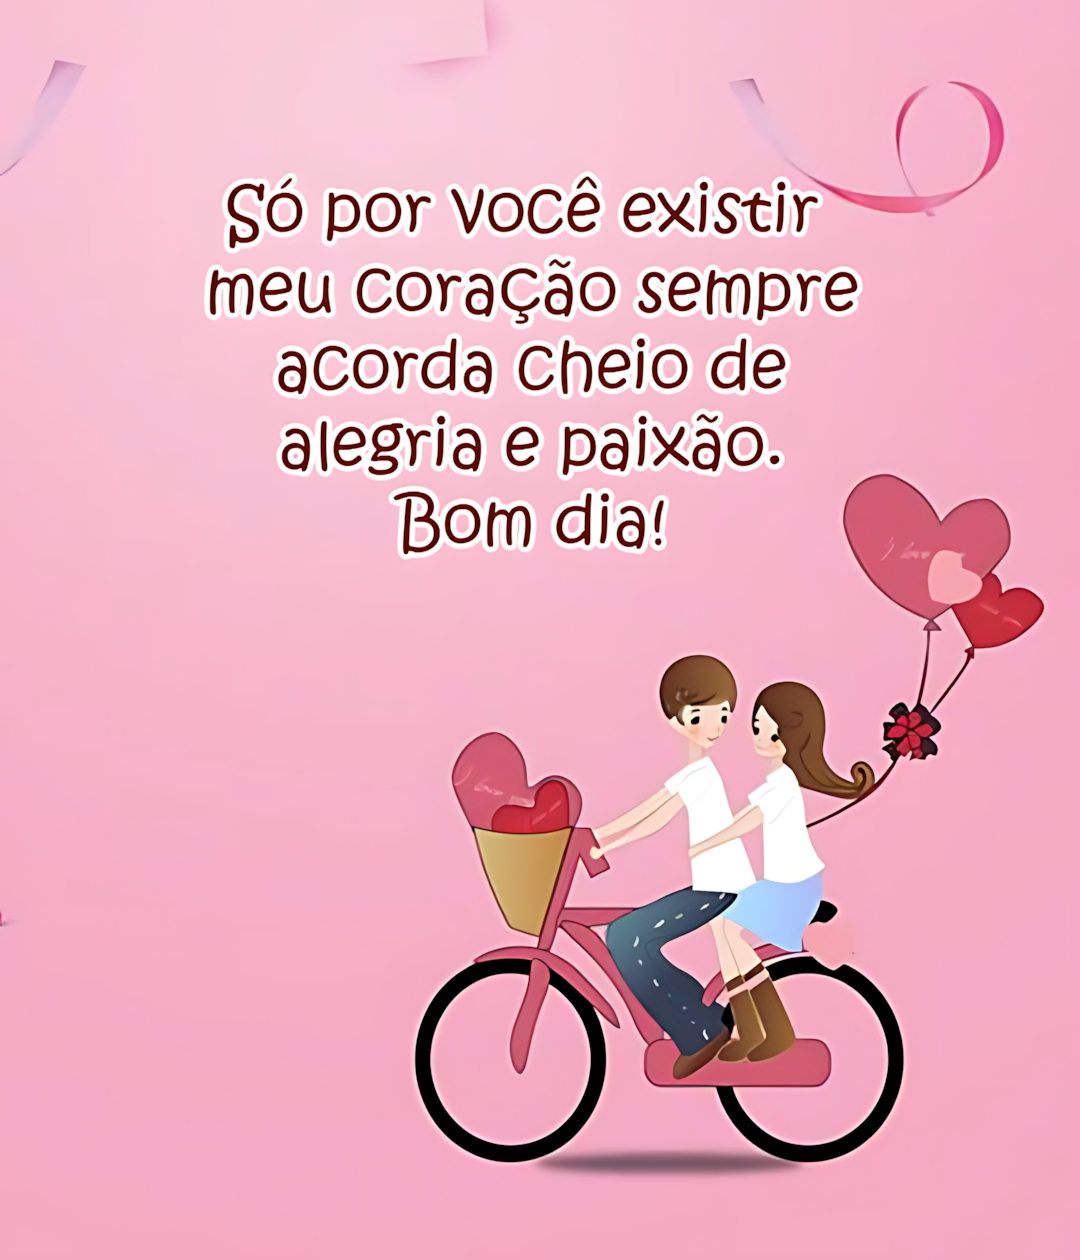 Só por você existir
meu coração sempre
acorda cheio de
alegria e paixão.
Bom dia!